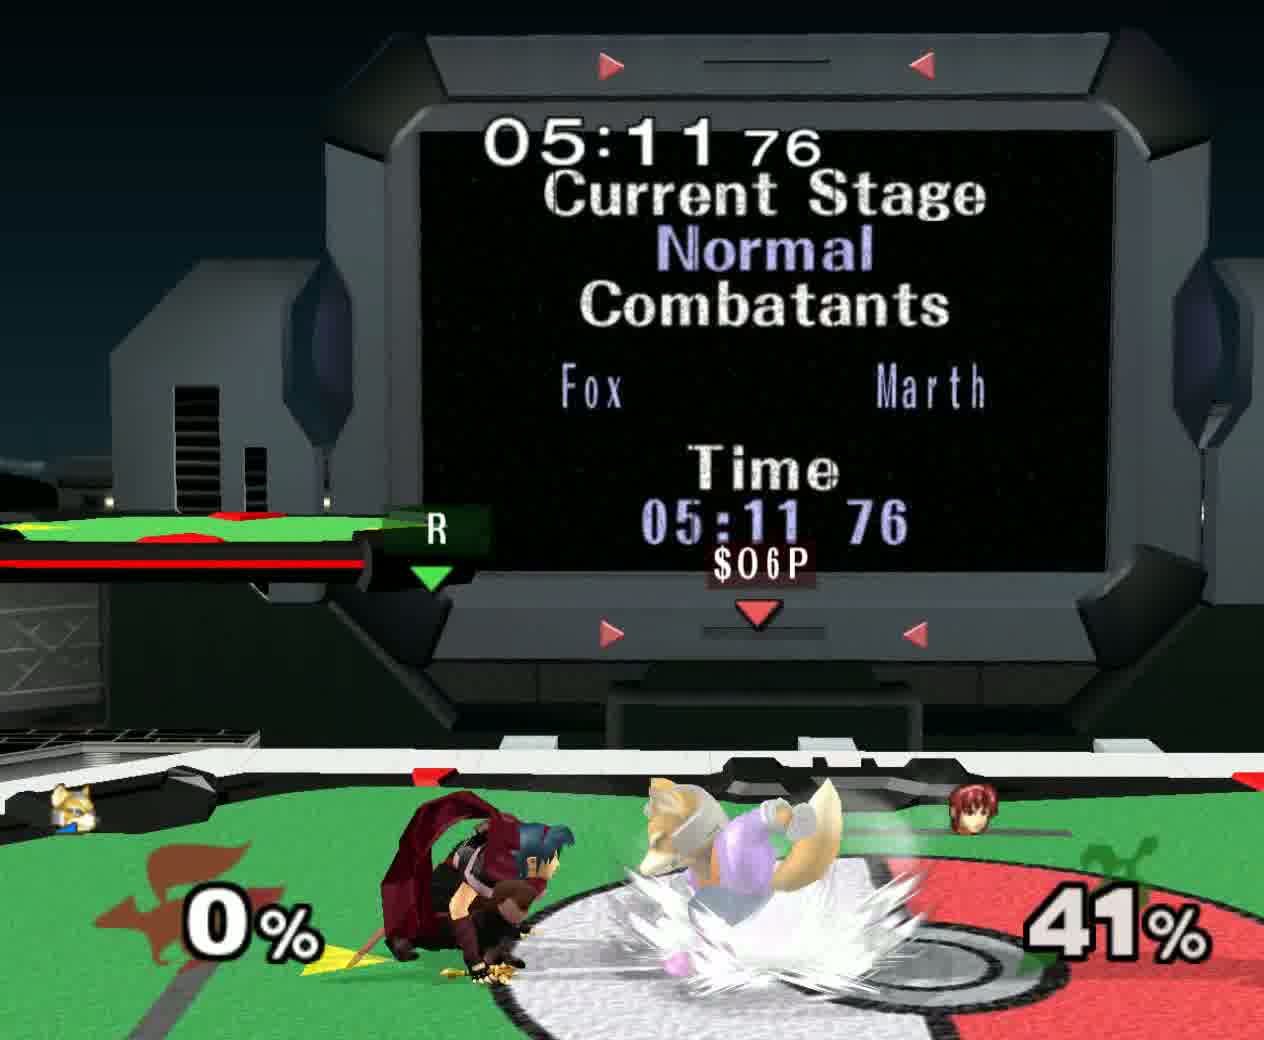 05:11 76
Current Stage
Normal
Combatants
Fox Marth
Time
05:11 76
R
$06P
0%
41%